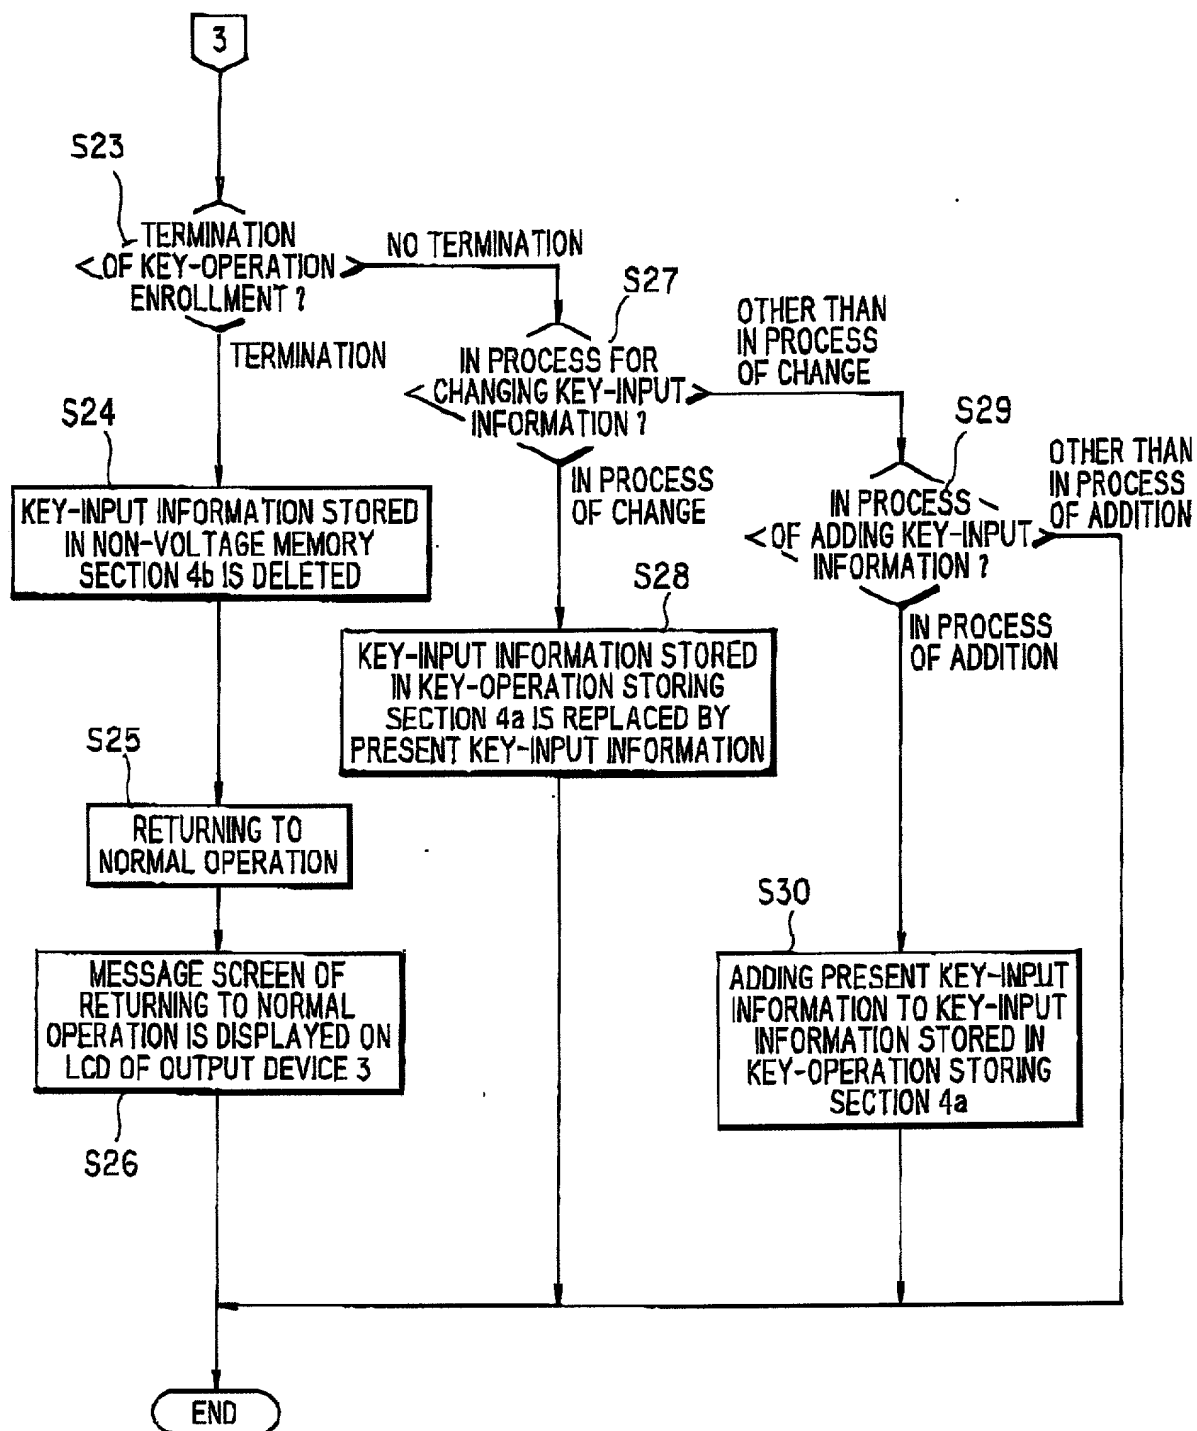 3
S23
TERMINATION
OF KEY-OPERATION
ENROLLMENT ?
NO TERMINATION
TERMINATION
S27
IN PROCESS FOR
CHANGING KEY-INPUT
INFORMATION ?
OTHER THAN
IN PROCESS
OF CHANGE
IN PROCESS
OF CHANGE
S29
IN PROCESS
OF ADDING KEY-INPUT
INFORMATION ?
OTHER THAN
IN PROCESS
OF ADDITION
IN PROCESS
OF ADDITION
S24
KEY-INPUT INFORMATION STORED
IN NON-VOLTAGE MEMORY
SECTION 4b IS DELETED
S28
KEY-INPUT INFORMATION STORED
IN KEY-OPERATION STORING
SECTION 4a IS REPLACED BY
PRESENT KEY-INPUT INFORMATION
S25
RETURNING TO
NORMAL OPERATION
S30
ADDING PRESENT KEY-INPUT
INFORMATION TO KEY-INPUT
INFORMATION STORED IN
KEY-OPERATION STORING
SECTION 4a
MESSAGE SCREEN OF
RETURNING TO NORMAL
OPERATION IS DISPLAYED ON
LCD OF OUTPUT DEVICE 3
S26
END